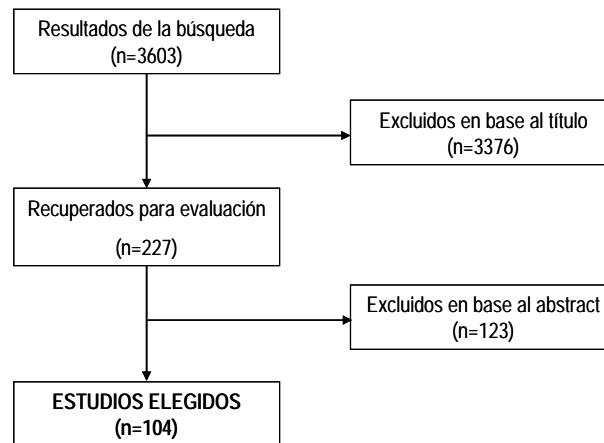 Resultados de la búsqueda
(n=3603)
Excluidos en base al título
(n=3376)
Recuperados para evaluación
(n=227)
Excluidos en base al abstract
(n=123)
ESTUDIOS ELEGIDOS
(n=104)